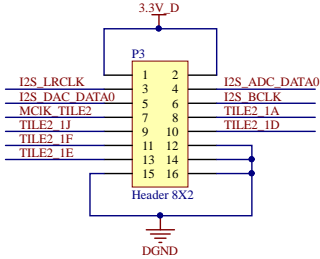 3.3V_D
P3
1 2
I2S_LRCLK 3 4 I2S_ADC_DATA0
I2S_DAC_DATA0 5 6 I2S_BCLK
MClK_TILE2 7 8 TILE2_1A
TILE2_1J 9 10 TILE2_1D
TILE2_1F 11 12
TILE2_1E 13 14
15 16
Header 8X2
DGND